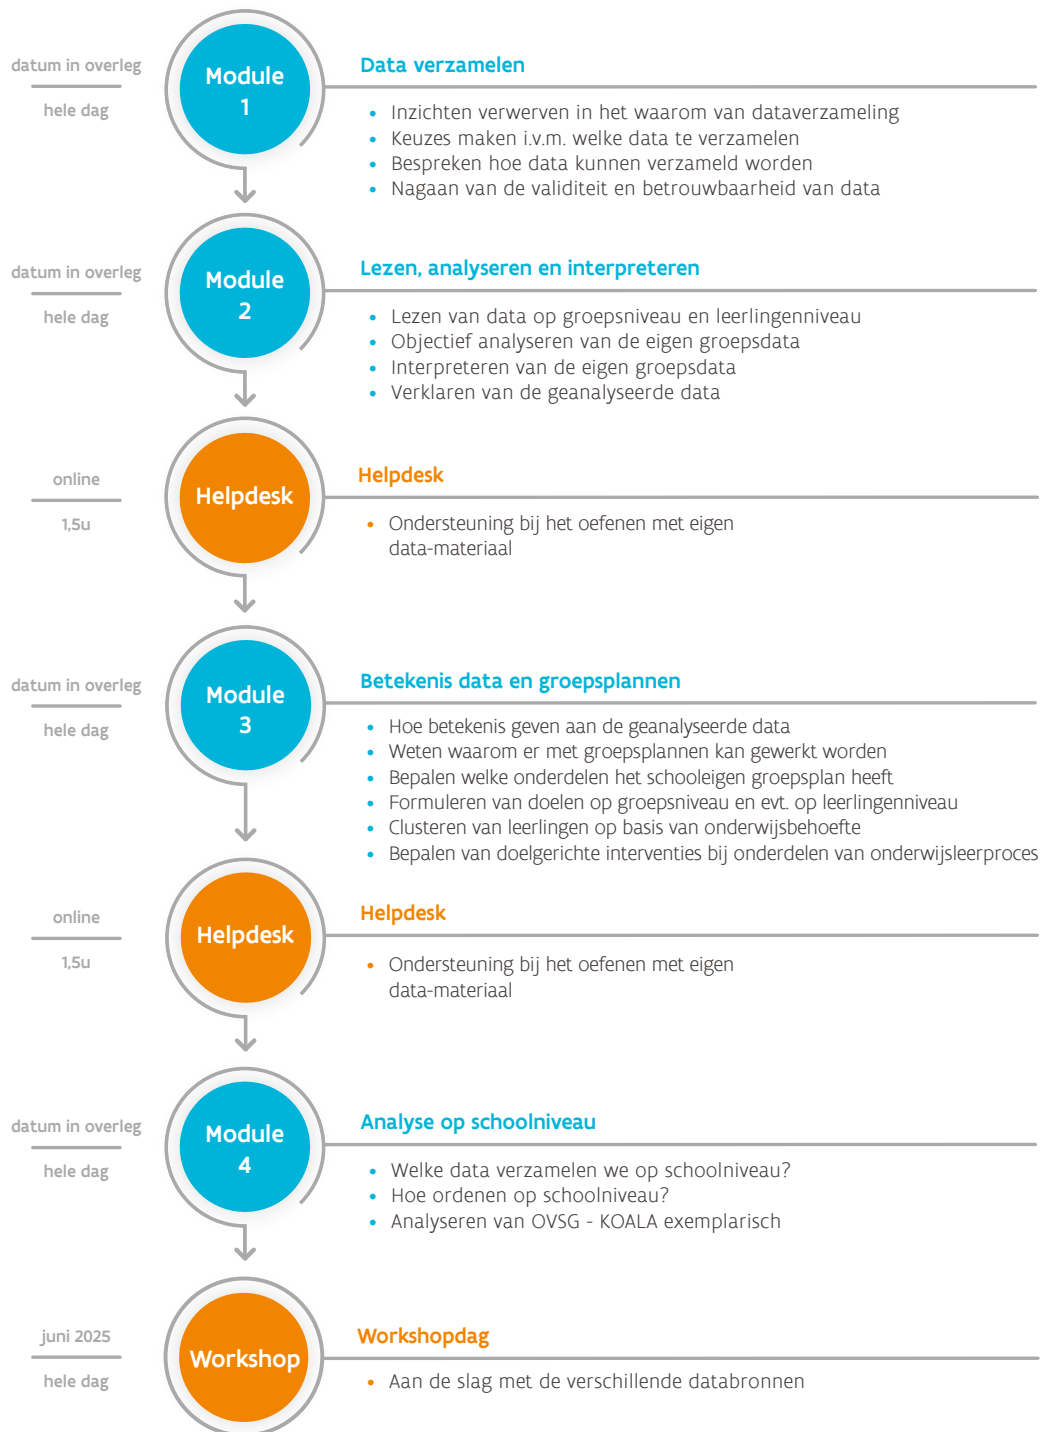 datum in overleg
hele dag
Module
1
Data verzamelen
• Inzichten verwerven in het waarom van dataverzameling
• Keuzes maken i.v.m. welke data te verzamelen
• Bespreken hoe data kunnen verzameld worden
• Nagaan van de validiteit en betrouwbaarheid van data
datum in overleg
hele dag
Module
2
Lezen, analyseren en interpreteren
• Lezen van data op groepsniveau en leerlingenniveau
• Objectief analyseren van de eigen groepsdata
• Interpreteren van de eigen groepsdata
• Verklaren van de geanalyseerde data
online
1,5u
Helpdesk
Helpdesk
• Ondersteuning bij het oefenen met eigen
data-materiaal
datum in overleg
hele dag
Module
3
Betekenis data en groepsplannen
• Hoe betekenis geven aan de geanalyseerde data
• Weten waarom er met groepsplannen kan gewerkt worden
• Bepalen welke onderdelen het schooleigen groepsplan heeft
• Formuleren van doelen op groepsniveau en evt. op leerlingenniveau
• Clusteren van leerlingen op basis van onderwijsbehoefte
• Bepalen van doelgerichte interventies bij onderdelen van onderwijsleerproces
online
1,5u
Helpdesk
Helpdesk
• Ondersteuning bij het oefenen met eigen
data-materiaal
datum in overleg
hele dag
Module
4
Analyse op schoolniveau
• Welke data verzamelen we op schoolniveau?
• Hoe ordenen op schoolniveau?
• Analyseren van OVSG - KOALA exemplarisch
juni 2025
hele dag
Workshop
Workshopdag
• Aan de slag met de verschillende databronnen